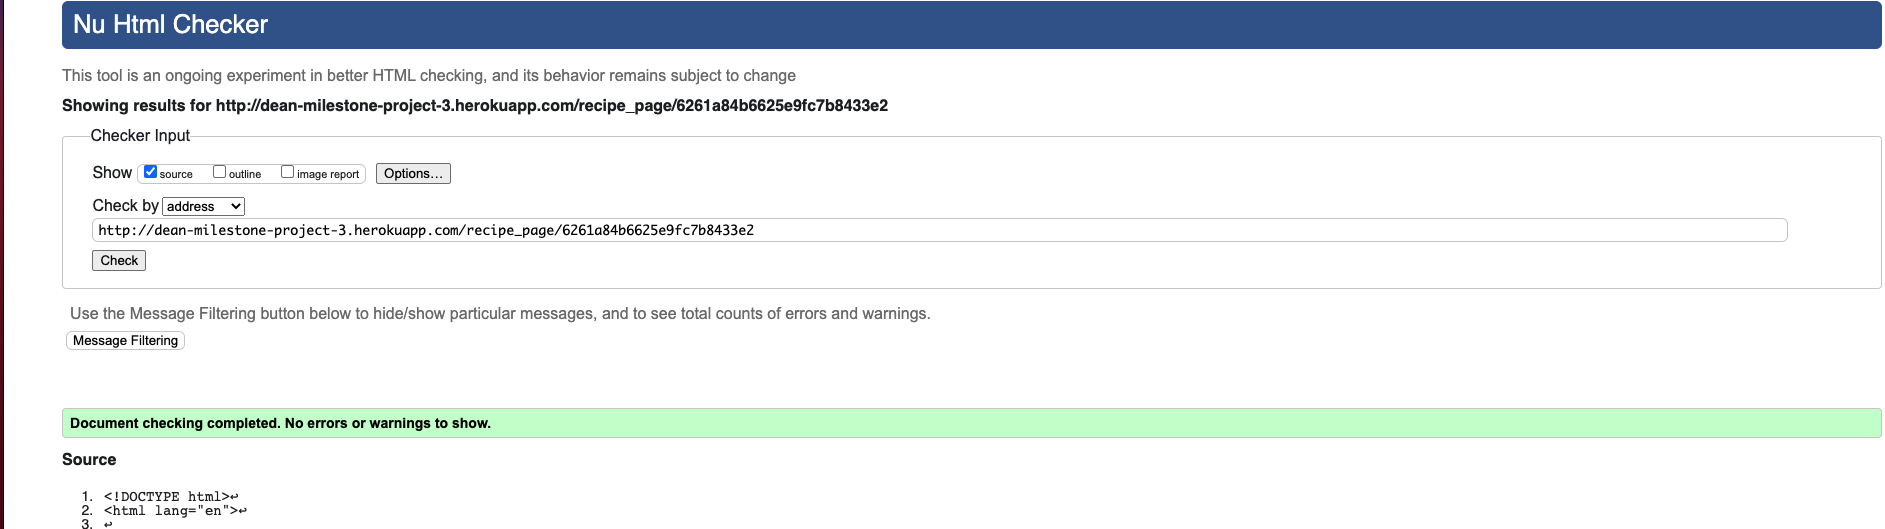 Nu Html Checker
This tool is an ongoing experiment in better HTML checking, and its behavior remains subject to change
Showing results for http://dean-milestone-project-3.herokuapp.com/recipe_page/6261a84b6625e9fc7b8433e2
Checker Input
Show source outline image report Options...
Check by address
http://dean-milestone-project-3.herokuapp.com/recipe_page/6261a84b6625e9fc7b8433e2
Check
Use the Message Filtering button below to hide/show particular messages, and to see total counts of errors and warnings.
Message Filtering
Document checking completed. No errors or warnings to show.
Source
1. <!DOCTYPE html>↩
2. <html lang="en">↩
3. ↩